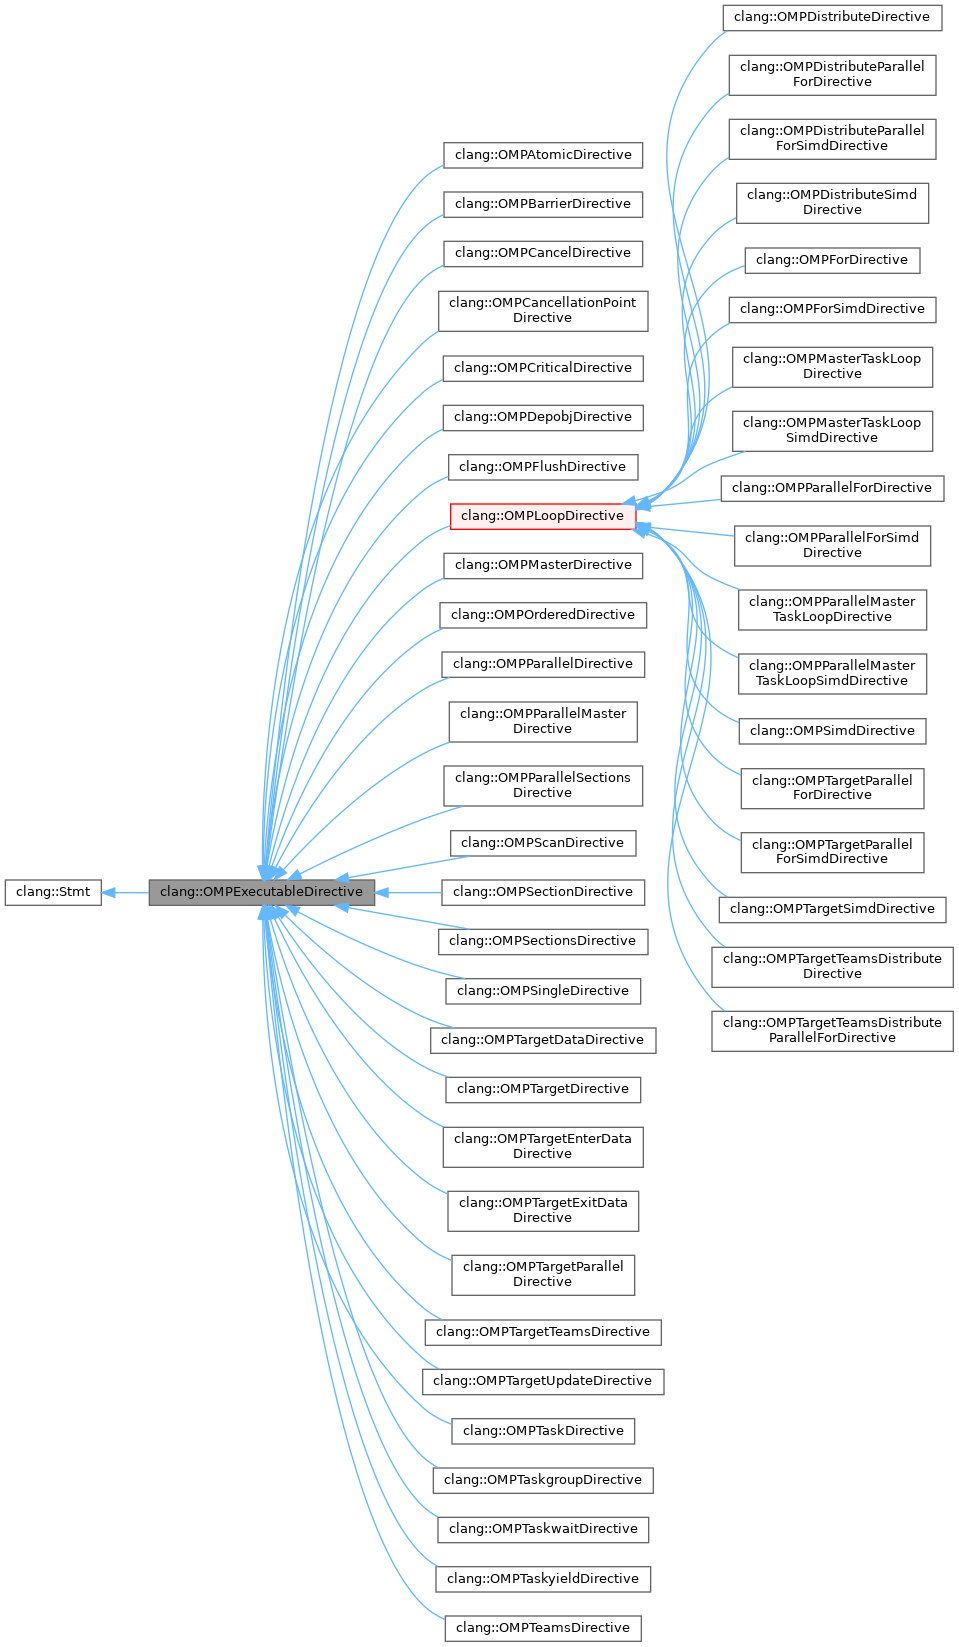 clang::Stmt
clang::OMPExecutableDirective
clang::OMPAtomicDirective
clang::OMPBarrierDirective
clang::OMPCancelDirective
clang::OMPCancellationPoint
Directive
clang::OMPCriticalDirective
clang::OMPDepobjDirective
clang::OMPFlushDirective
clang::OMPLoopDirective
clang::OMPMasterDirective
clang::OMPOrderedDirective
clang::OMPParallelDirective
clang::OMPParallelMaster
Directive
clang::OMPParallelSections
Directive
clang::OMPScanDirective
clang::OMPSectionDirective
clang::OMPSectionsDirective
clang::OMPSingleDirective
clang::OMPTargetDataDirective
clang::OMPTargetDirective
clang::OMPTargetEnterData
Directive
clang::OMPTargetExitData
Directive
clang::OMPTargetParallel
Directive
clang::OMPTargetTeamsDirective
clang::OMPTargetUpdateDirective
clang::OMPTaskDirective
clang::OMPTaskgroupDirective
clang::OMPTaskwaitDirective
clang::OMPTaskyieldDirective
clang::OMPTeamsDirective
clang::OMPDistributeDirective
clang::OMPDistributeParallel
ForDirective
clang::OMPDistributeParallel
ForSimdDirective
clang::OMPDistributeSimd
Directive
clang::OMPForDirective
clang::OMPForSimdDirective
clang::OMPMasterTaskLoop
Directive
clang::OMPMasterTaskLoop
SimdDirective
clang::OMPParallelForDirective
clang::OMPParallelForSimd
Directive
clang::OMPParallelMaster
TaskLoopDirective
clang::OMPParallelMaster
TaskLoopSimdDirective
clang::OMPSimdDirective
clang::OMPTargetParallel
ForDirective
clang::OMPTargetParallel
ForSimdDirective
clang::OMPTargetSimdDirective
clang::OMPTargetTeamsDistribute
Directive
clang::OMPTargetTeamsDistribute
ParallelForDirective